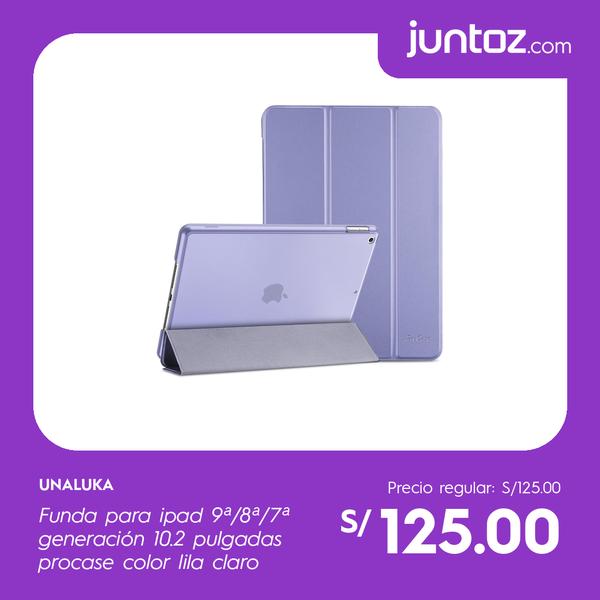 juntoz.com
UNALUKA
Funda para ipad 9ª/8ª/7ª
generación 10.2 pulgadas
procase color lila claro
Precio regular: S/125.00
S/125.00